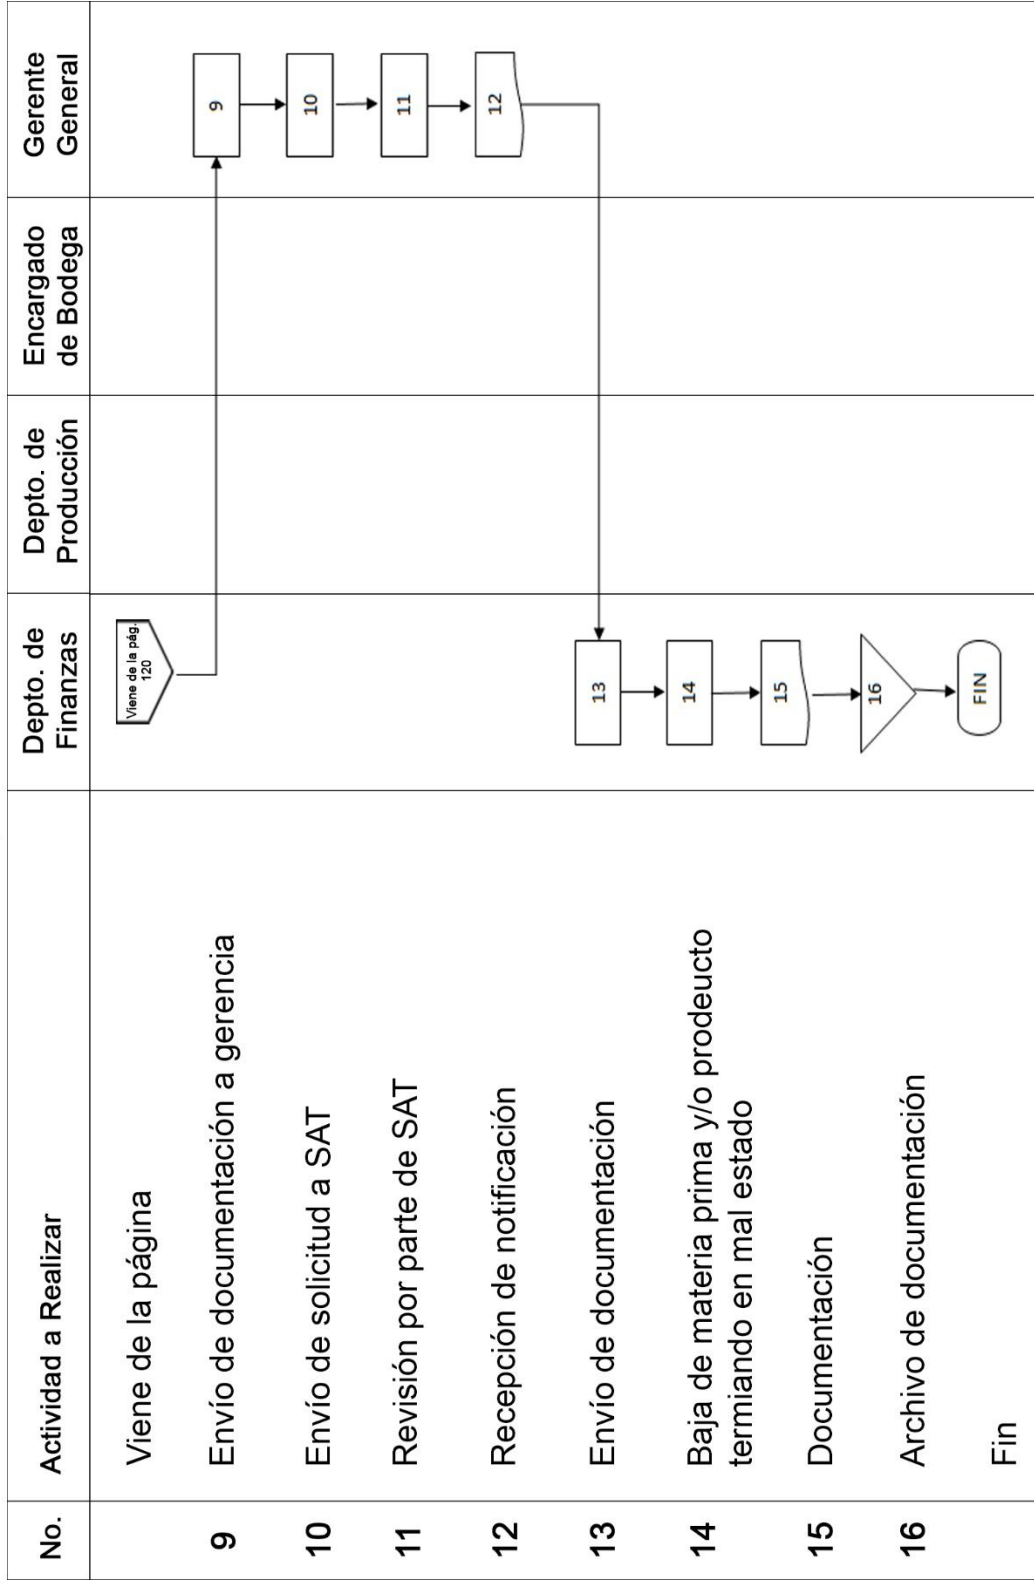 No.
Actividad a Realizar
Depto. de
Finanzas
Depto. de
Producción
Encargado
de Bodega
Gerente
General
Viene de la página
Viene de la pág.
120
9
Envío de documentación a gerencia
9
10
Envío de solicitud a SAT
10
11
Revisión por parte de SAT
11
12
Recepción de notificación
12
13
Envío de documentación
13
14
Baja de materia prima y/o prodeucto
termiando en mal estado
14
15
Documentación
15
16
Archivo de documentación
16
Fin
FIN